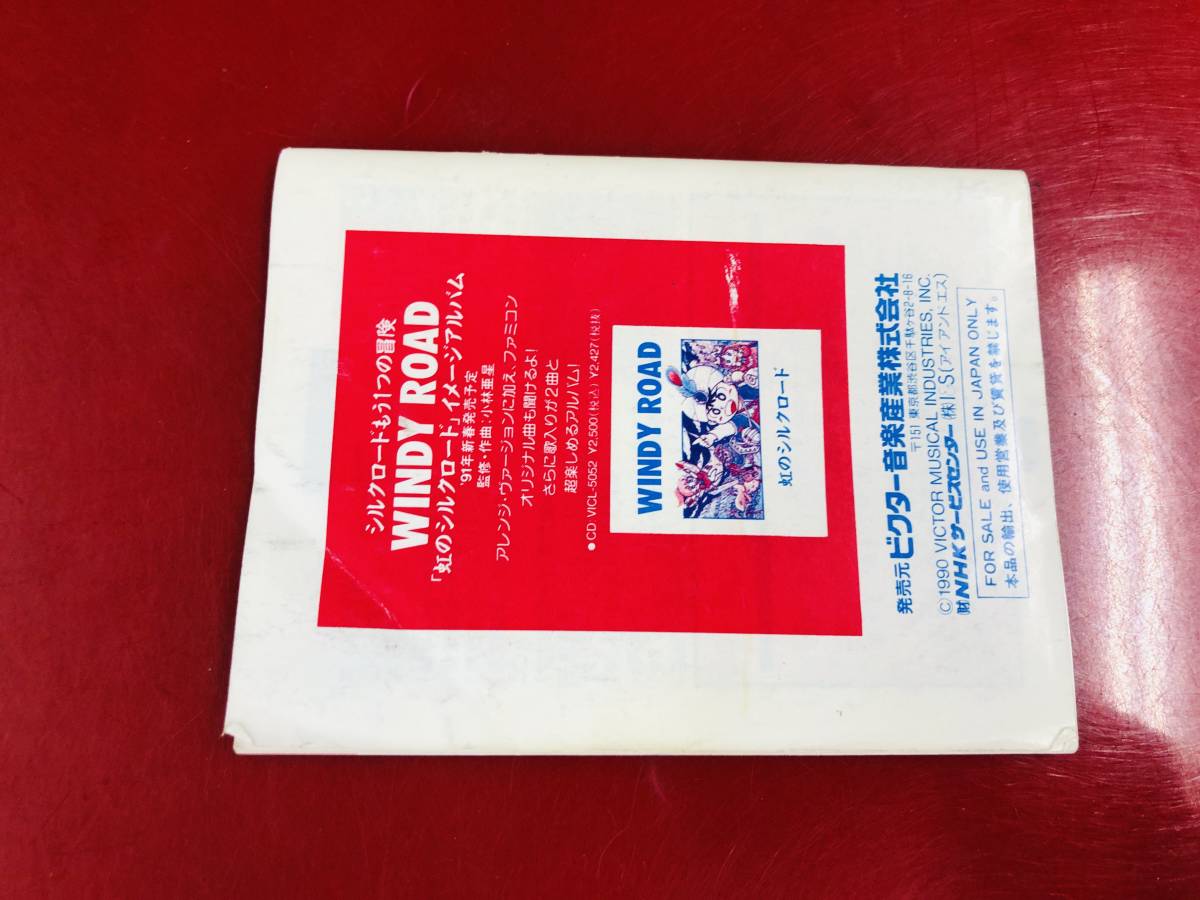 シルクロードもう1つの冒険
WINDY ROAD
「虹のシルクロード」イメージアルバム
'91年新春発売予定
監修・作曲：小林亜星
アレンジ・ヴァージョンに加え、ファミコン
オリジナル曲も聞けるよ！
さらに歌入りが2曲と
超楽しめるアルバム！
●CD VICL-5052 ¥2,500(税込) ¥2,427(税抜)
WINDY ROAD
虹のシルクロード
発売元 ビクター音楽産業株式会社
〒151 東京都渋谷区千駄ヶ谷2-8-16
(C)1990 VICTOR MUSICAL INDUSTRIES, INC.
財NHKサービスセンター (株)I・S(アイ アンド エス)
FOR SALE and USE IN JAPAN ONLY
本品の輸出、使用営業及び賃貸を禁じます。